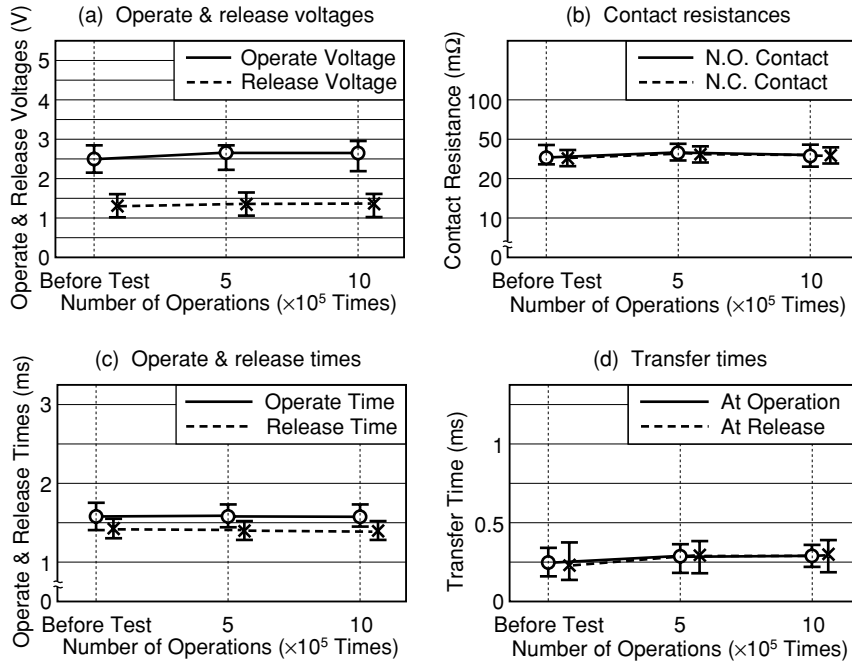 (a) Operate & release voltages
Operate & Release Voltages (V)
5
4
3
2
1
0
Operate Voltage
Release Voltage
Before Test 5 10
Number of Operations (×10⁵ Times)
(b) Contact resistances
Contact Resistance (mΩ)
100
50
20
10
0
N.O. Contact
N.C. Contact
Before Test 5 10
Number of Operations (×10⁵ Times)
(c) Operate & release times
Operate & Release Times (ms)
3
2
1
0
Operate Time
Release Time
Before Test 5 10
Number of Operations (×10⁵ Times)
(d) Transfer times
Transfer Time (ms)
1
0.5
0.25
0
At Operation
At Release
Before Test 5 10
Number of Operations (×10⁵ Times)